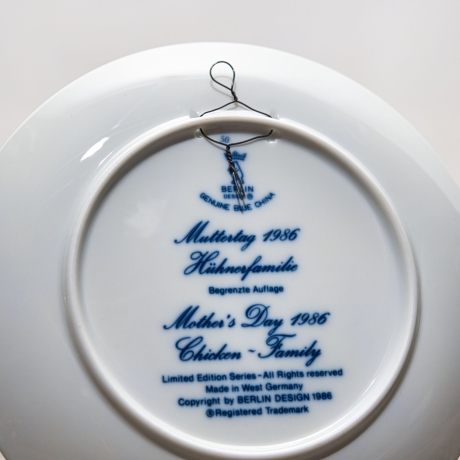 50
BERLIN
DESIGN ®
GENUINE BLUE CHINA
Muttertag 1986
Hühnerfamilie
Begrenzte Auflage
Mother's Day 1986
Chicken - Family
Limited Edition Series - All Rights reserved
Made in West Germany
Copyright by BERLIN DESIGN 1986
® Registered Trademark